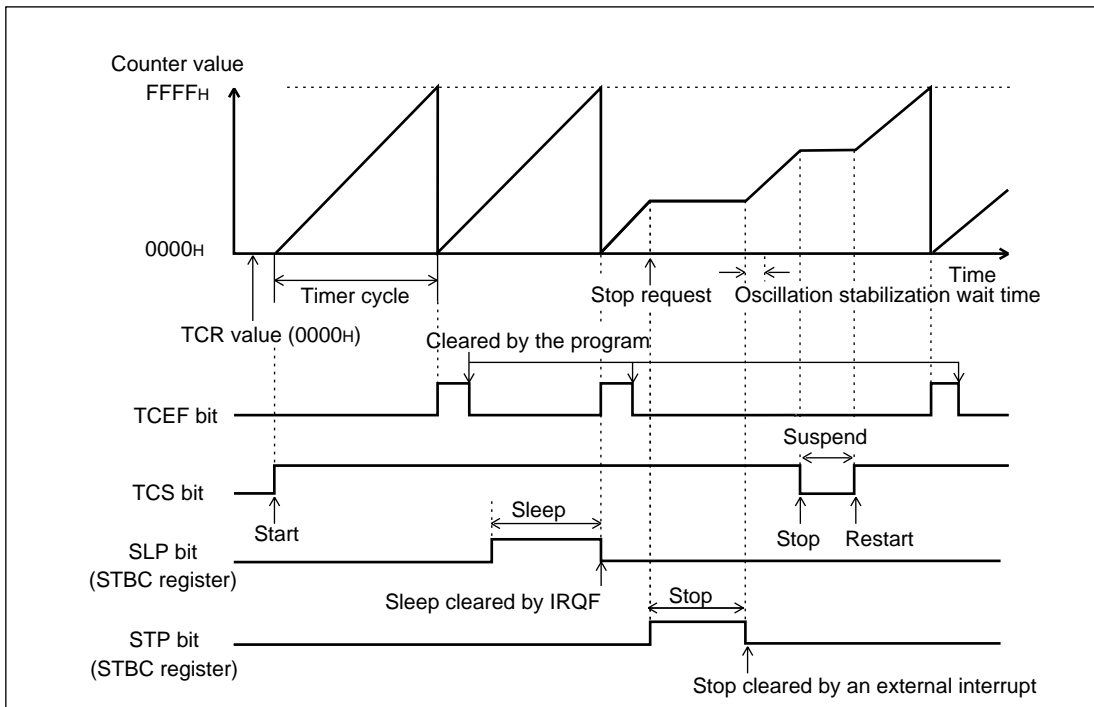 Counter value
FFFFH
0000H
Time
Timer cycle
Stop request
Oscillation stabilization wait time
TCR value (0000H)
Cleared by the program
TCEF bit
Suspend
TCS bit
Start
Sleep
Stop
Restart
SLP bit
(STBC register)
Sleep cleared by IRQF
Stop
STP bit
(STBC register)
Stop cleared by an external interrupt